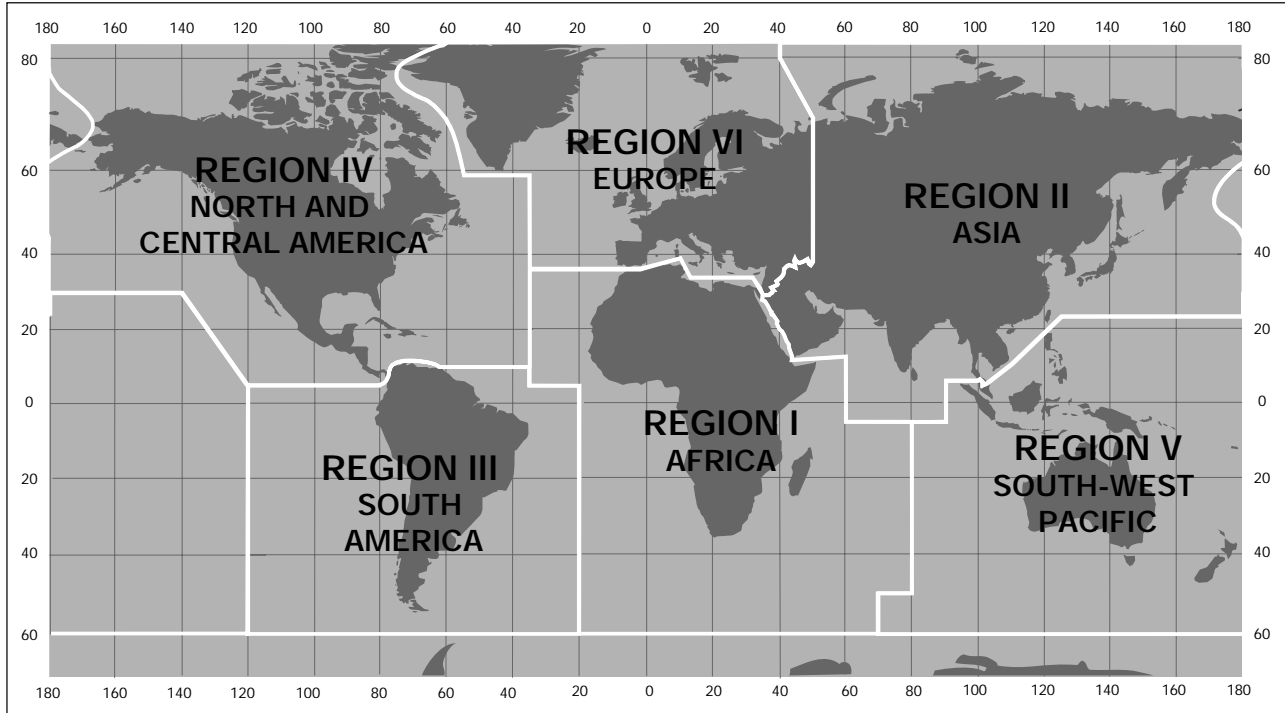 180 160 140 120 100 80 60 40 20 0 20 40 60 80 100 120 140 160 180
80 80
REGION VI
EUROPE
REGION IV
NORTH AND
CENTRAL AMERICA
60 60
REGION II
ASIA
40 40
20 20
0 0
REGION I
AFRICA
REGION V
SOUTH-WEST
PACIFIC
REGION III
SOUTH
AMERICA
20 20
40 40
60 60
180 160 140 120 100 80 60 40 20 0 20 40 60 80 100 120 140 160 180